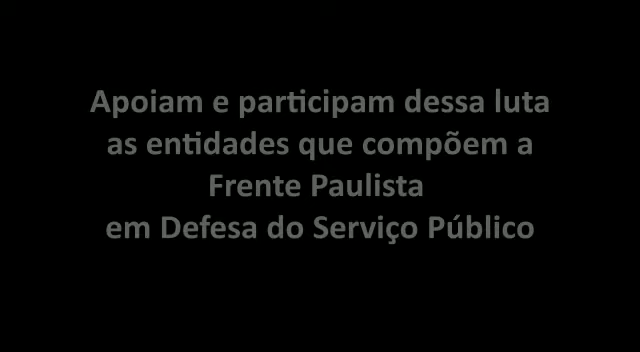 Apoiam e participam dessa luta
as entidades que compõem a
Frente Paulista
em Defesa do Serviço Público